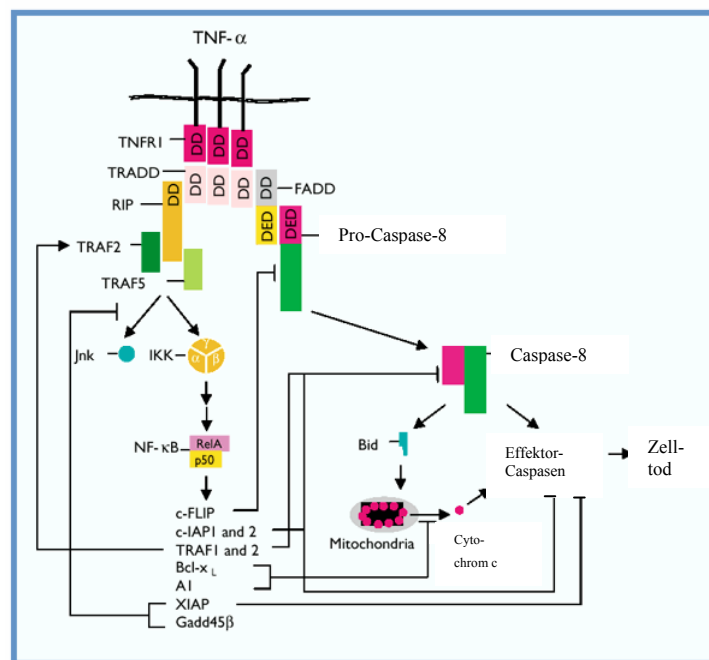 TNF- α
TNFR1
DD DD DD
TRADD
DD DD DD DD
FADD
RIP
DD
DED DED
Pro-Caspase-8
TRAF2
TRAF5
Jnk
IKK
γ
α β
Caspase-8
NF-κB
RelA
p50
Bid
Effektor-
Caspasen
Zell-
tod
c-FLIP
c-IAP1 and 2
TRAF1 and 2
Bcl-x L
A1
XIAP
Gadd45β
Mitochondria
Cyto-
chrom c